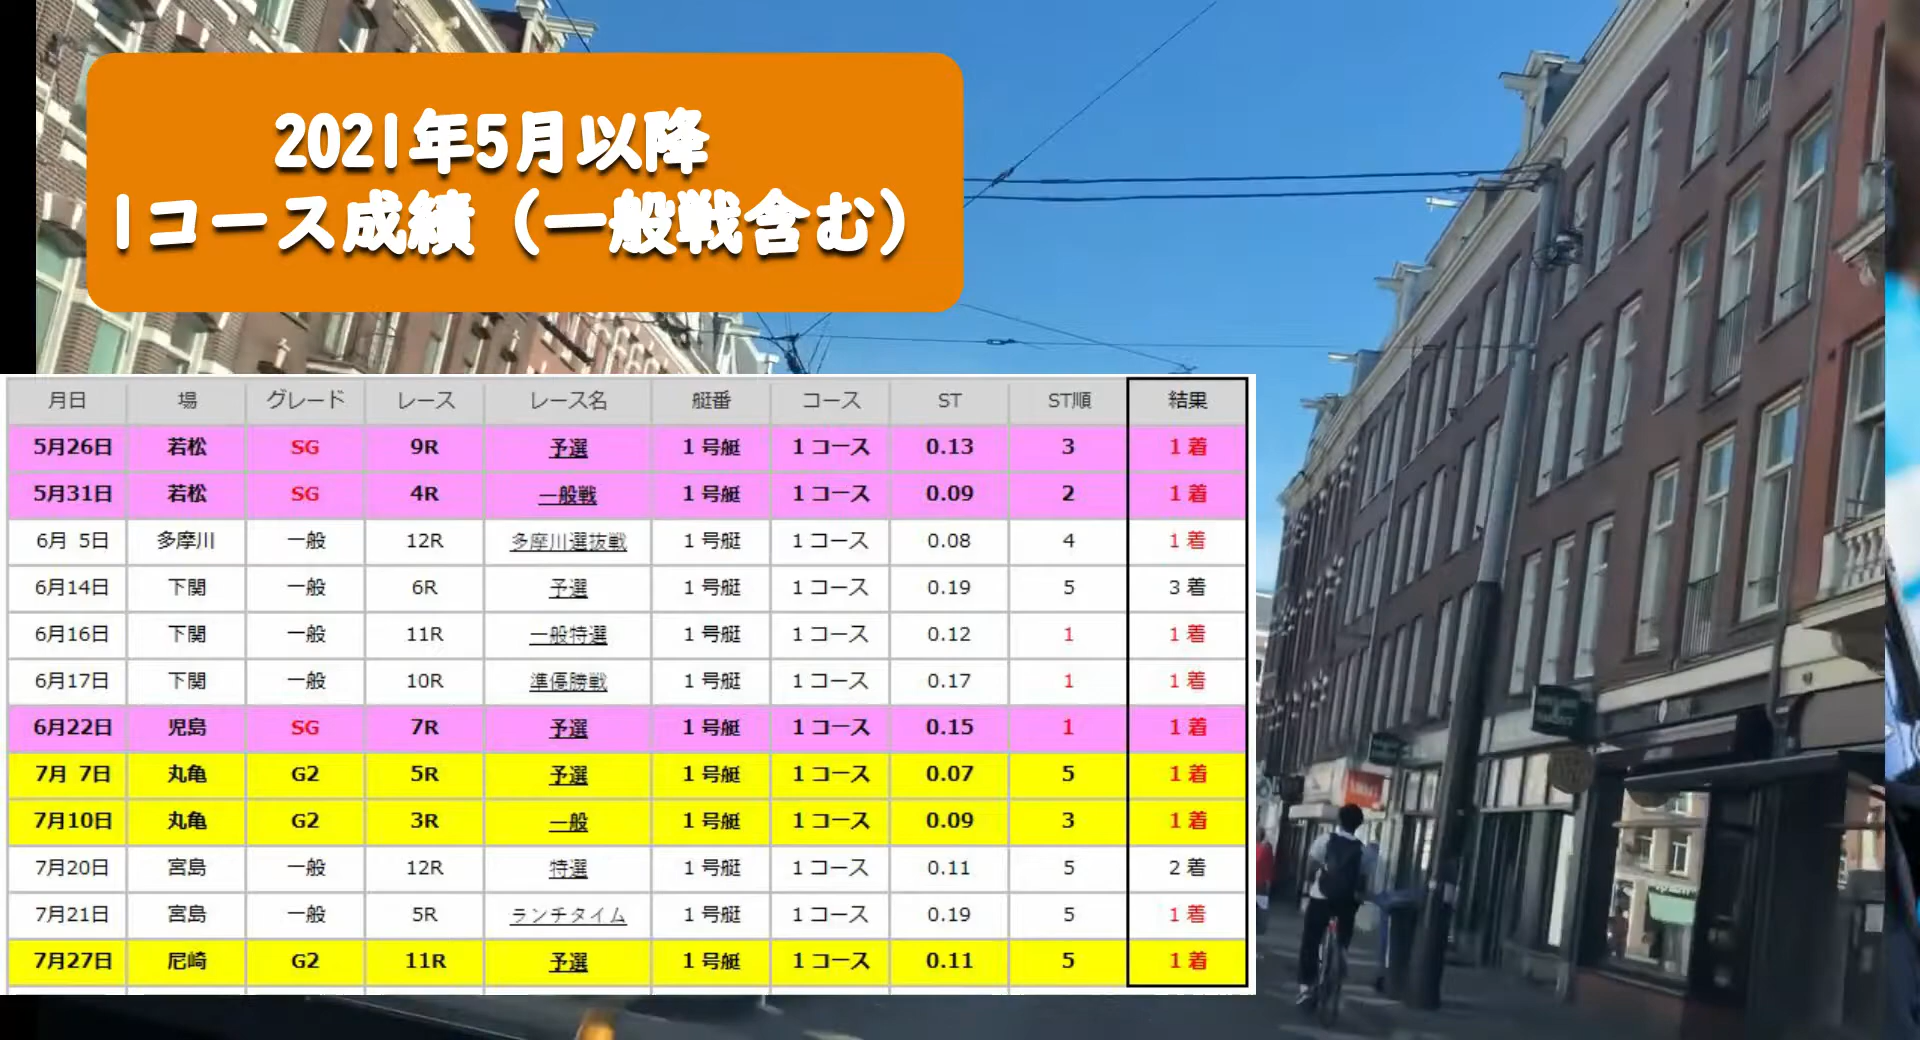 2021年5月以降
1コース成績（一般戦含む）
月日 場 グレード レース レース名 艇番 コース ST ST順 結果
5月26日 若松 SG 9R 予選 1号艇 1コース 0.13 3 1着
5月31日 若松 SG 4R 一般戦 1号艇 1コース 0.09 2 1着
6月 5日 多摩川 一般 12R 多摩川選抜戦 1号艇 1コース 0.08 4 1着
6月14日 下関 一般 6R 予選 1号艇 1コース 0.19 5 3着
6月16日 下関 一般 11R 一般特選 1号艇 1コース 0.12 1 1着
6月17日 下関 一般 10R 準優勝戦 1号艇 1コース 0.17 1 1着
6月22日 児島 SG 7R 予選 1号艇 1コース 0.15 1 1着
7月 7日 丸亀 G2 5R 予選 1号艇 1コース 0.07 5 1着
7月10日 丸亀 G2 3R 一般 1号艇 1コース 0.09 3 1着
7月20日 宮島 一般 12R 特選 1号艇 1コース 0.11 5 2着
7月21日 宮島 一般 5R ランチタイム 1号艇 1コース 0.19 5 1着
7月27日 尼崎 G2 11R 予選 1号艇 1コース 0.11 5 1着